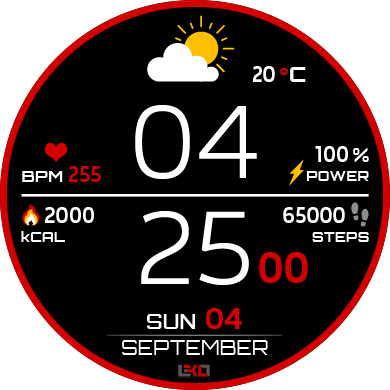 20 °C
04
100 %
POWER
BPM 255
2000
kCAL
65000
STEPS
25 00
SUN 04
SEPTEMBER